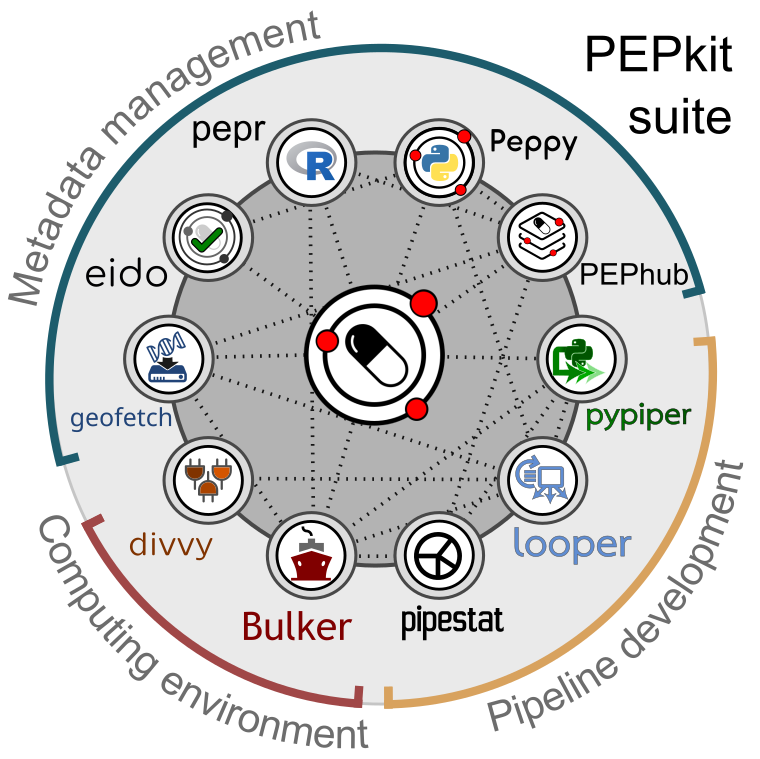 PEPkit
suite
Metadata management
pepr
Peppy
R
eido
PEPhub
geofetch
pypiper
divvy
looper
Bulker
pipestat
Computing environment
Pipeline development